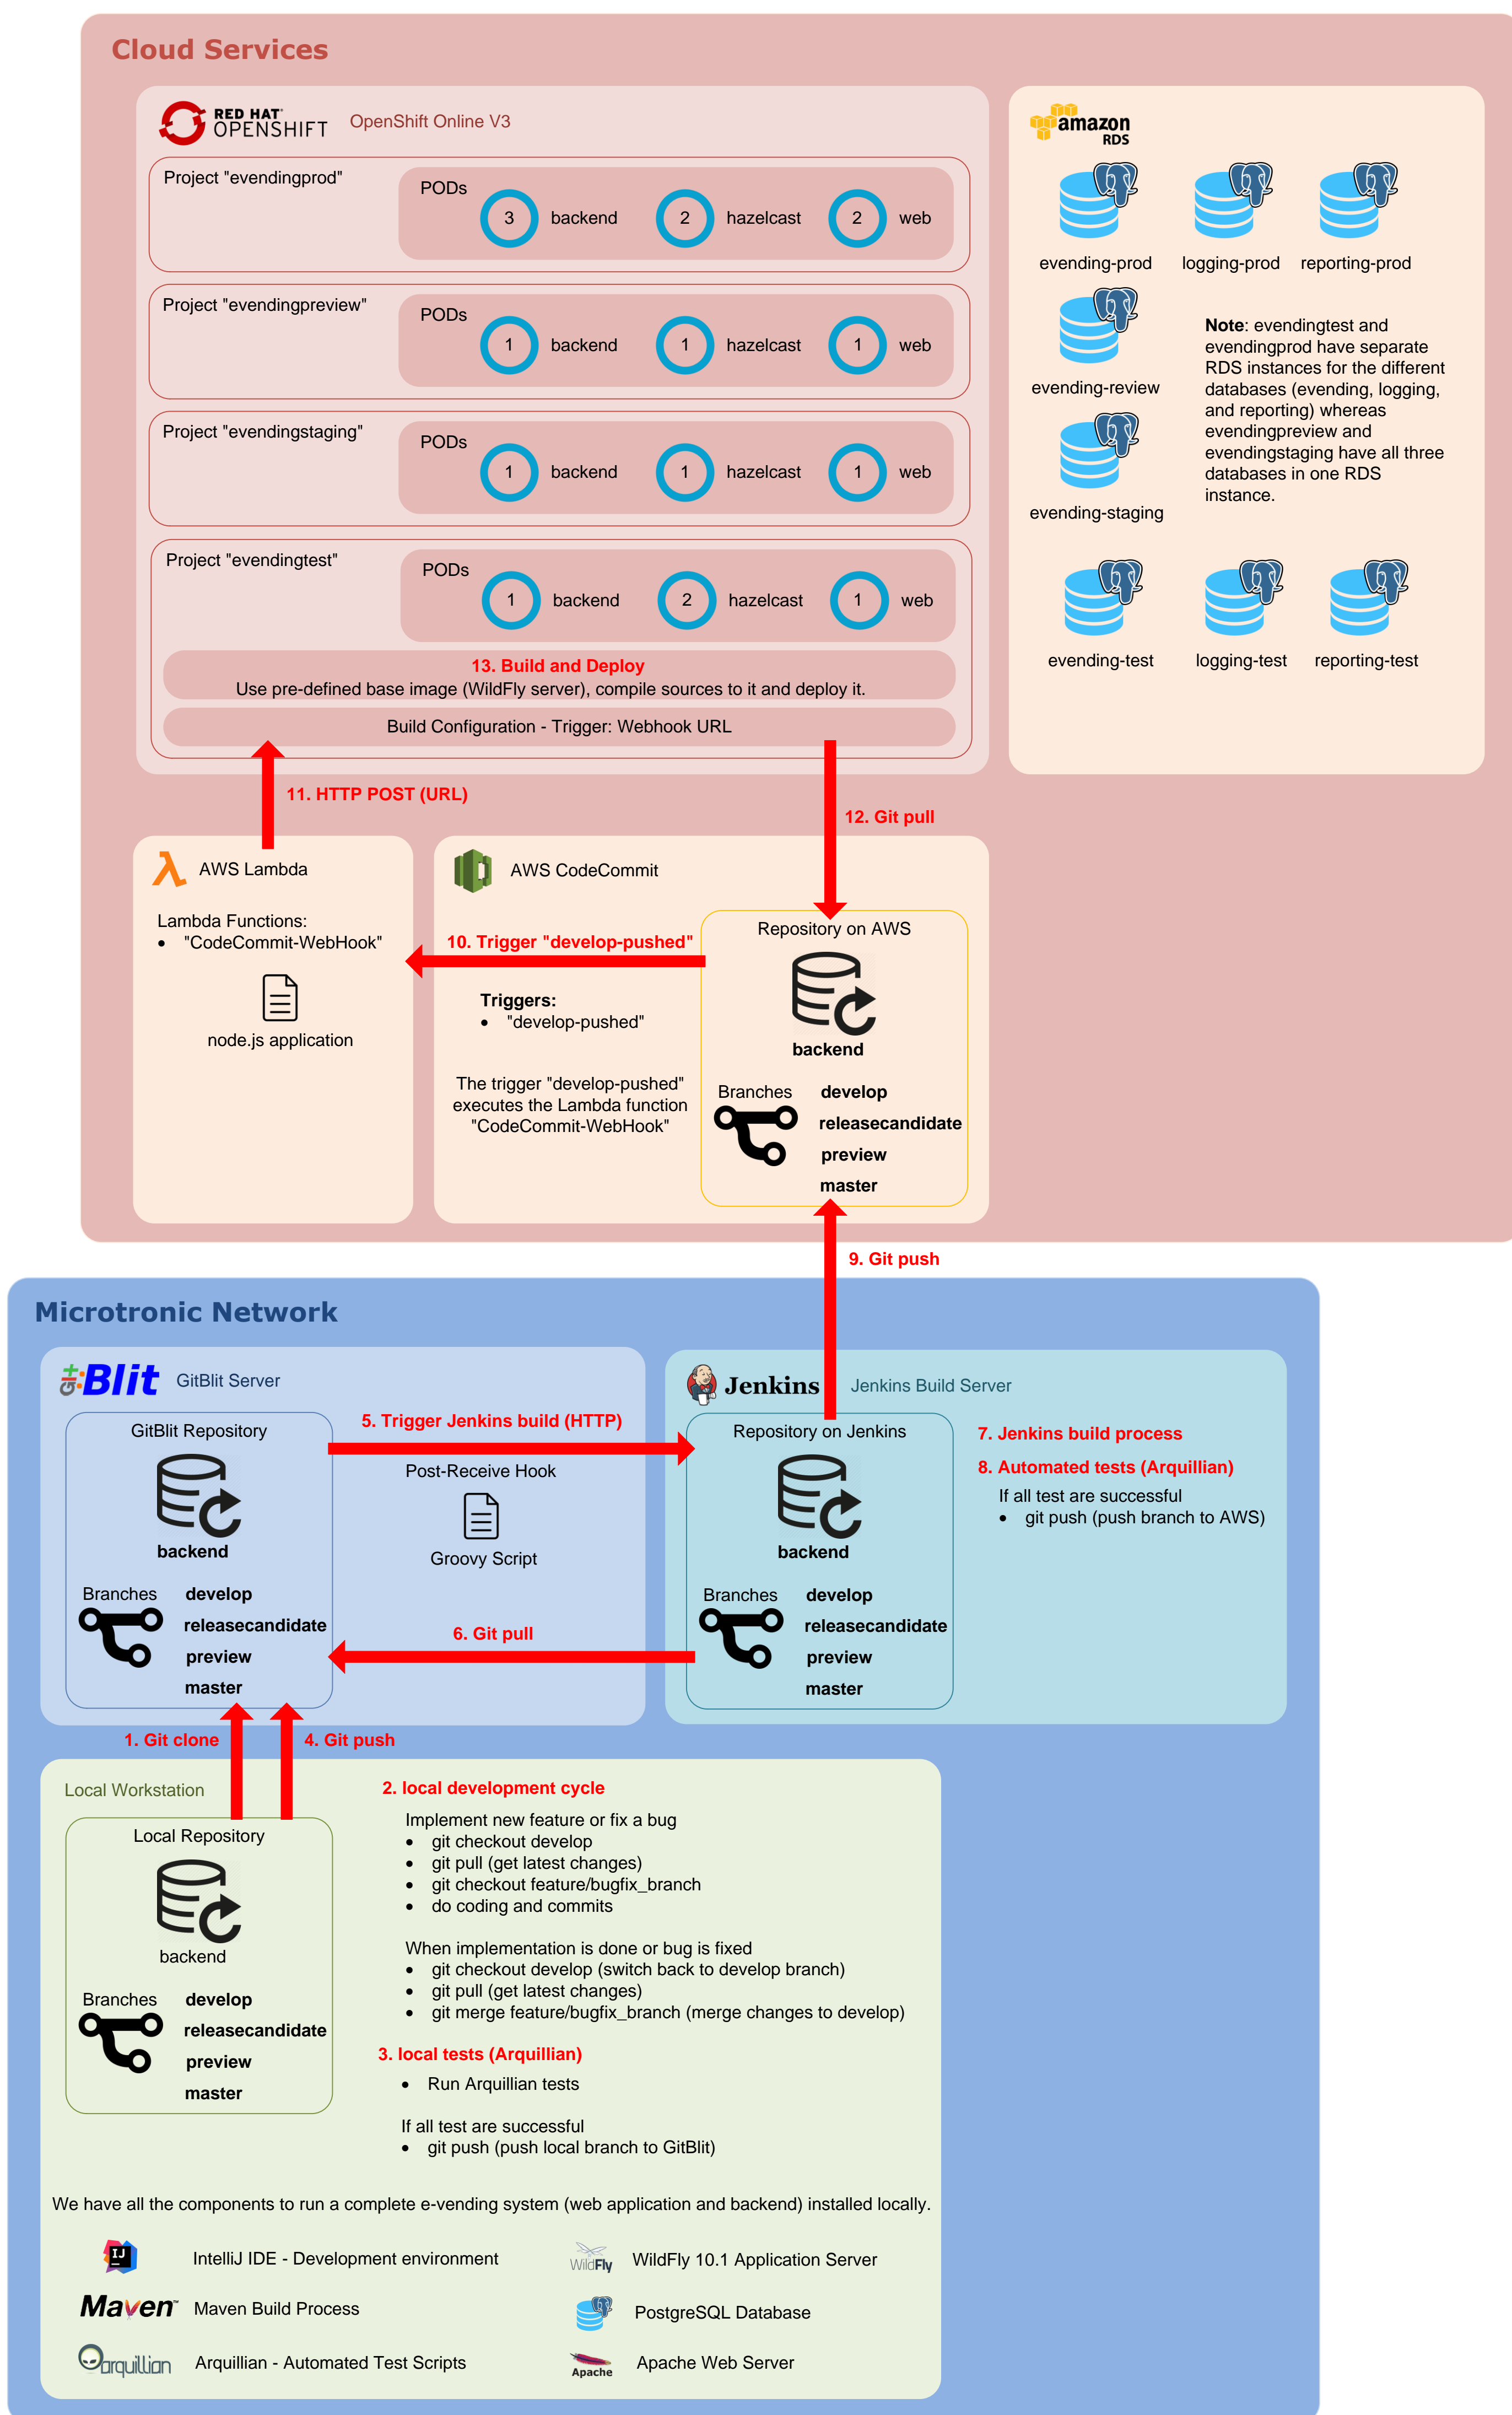 Cloud Services
RED HAT
OPENSHIFT
OpenShift Online V3
Project "evendingprod"
PODs
3 backend
2 hazelcast
2 web
Project "evendingpreview"
PODs
1 backend
1 hazelcast
1 web
Project "evendingstaging"
PODs
1 backend
1 hazelcast
1 web
Project "evendingtest"
PODs
1 backend
2 hazelcast
1 web
13. Build and Deploy
Use pre-defined base image (WildFly server), compile sources to it and deploy it.
Build Configuration - Trigger: Webhook URL
amazon
RDS
evending-prod
logging-prod
reporting-prod
evending-review
evending-staging
Note: evendingtest and
evendingprod have separate
RDS instances for the different
databases (evending, logging,
and reporting) whereas
evendingpreview and
evendingstaging have all three
databases in one RDS
instance.
evending-test
logging-test
reporting-test
11. HTTP POST (URL)
12. Git pull
AWS Lambda
Lambda Functions:
• "CodeCommit-WebHook"
node.js application
AWS CodeCommit
10. Trigger "develop-pushed"
Triggers:
• "develop-pushed"
The trigger "develop-pushed"
executes the Lambda function
"CodeCommit-WebHook"
Repository on AWS
backend
Branches
develop
releasecandidate
preview
master
9. Git push
Microtronic Network
Git:Blit
GitBlit Server
GitBlit Repository
backend
Branches
develop
releasecandidate
preview
master
5. Trigger Jenkins build (HTTP)
Post-Receive Hook
Groovy Script
6. Git pull
Jenkins
Jenkins Build Server
Repository on Jenkins
backend
Branches
develop
releasecandidate
preview
master
7. Jenkins build process
8. Automated tests (Arquillian)
If all test are successful
• git push (push branch to AWS)
1. Git clone
4. Git push
Local Workstation
Local Repository
backend
Branches
develop
releasecandidate
preview
master
2. local development cycle
Implement new feature or fix a bug
• git checkout develop
• git pull (get latest changes)
• git checkout feature/bugfix_branch
• do coding and commits
When implementation is done or bug is fixed
• git checkout develop (switch back to develop branch)
• git pull (get latest changes)
• git merge feature/bugfix_branch (merge changes to develop)
3. local tests (Arquillian)
• Run Arquillian tests
If all test are successful
• git push (push local branch to GitBlit)
We have all the components to run a complete e-vending system (web application and backend) installed locally.
IJ
IntelliJ IDE - Development environment
WildFly
WildFly 10.1 Application Server
Maven™
Maven Build Process
PostgreSQL Database
arquillian
Arquillian - Automated Test Scripts
Apache
Apache Web Server